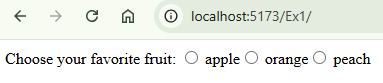 localhost:5173/Ex1/
Choose your favorite fruit: apple orange peach